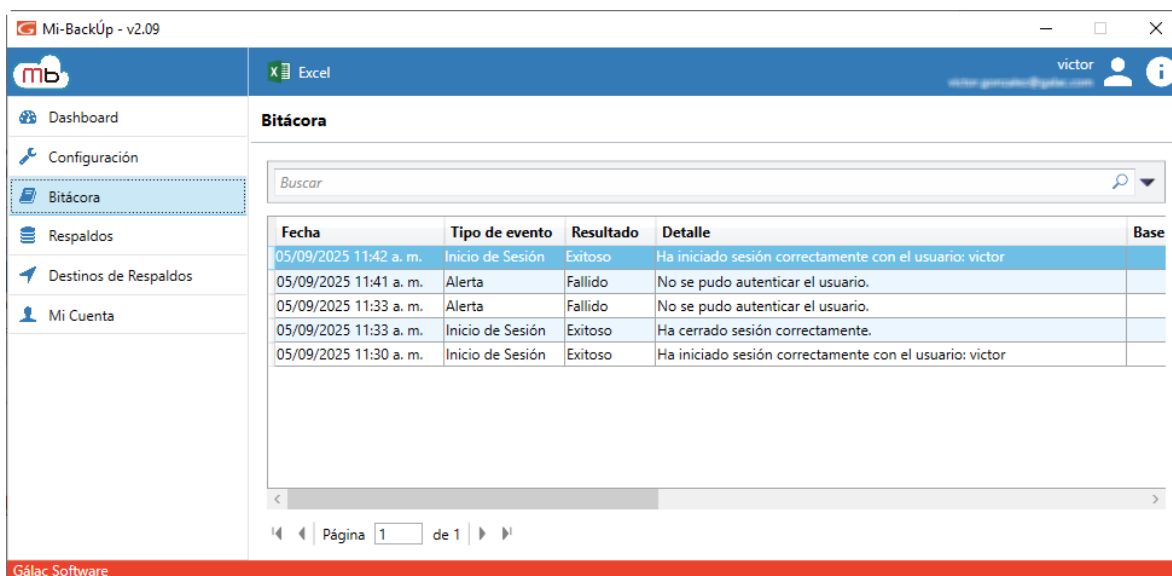 Mi-BackÚp - v2.09
mb
Excel
victor
Dashboard
Configuración
Bitácora
Respaldos
Destinos de Respaldos
Mi Cuenta
Bitácora
Buscar
Fecha Tipo de evento Resultado Detalle Base
05/09/2025 11:42 a. m. Inicio de Sesión Exitoso Ha iniciado sesión correctamente con el usuario: victor
05/09/2025 11:41 a. m. Alerta Fallido No se pudo autenticar el usuario.
05/09/2025 11:33 a. m. Alerta Fallido No se pudo autenticar el usuario.
05/09/2025 11:33 a. m. Inicio de Sesión Exitoso Ha cerrado sesión correctamente.
05/09/2025 11:30 a. m. Inicio de Sesión Exitoso Ha iniciado sesión correctamente con el usuario: victor
Página 1 de 1
Gálac Software